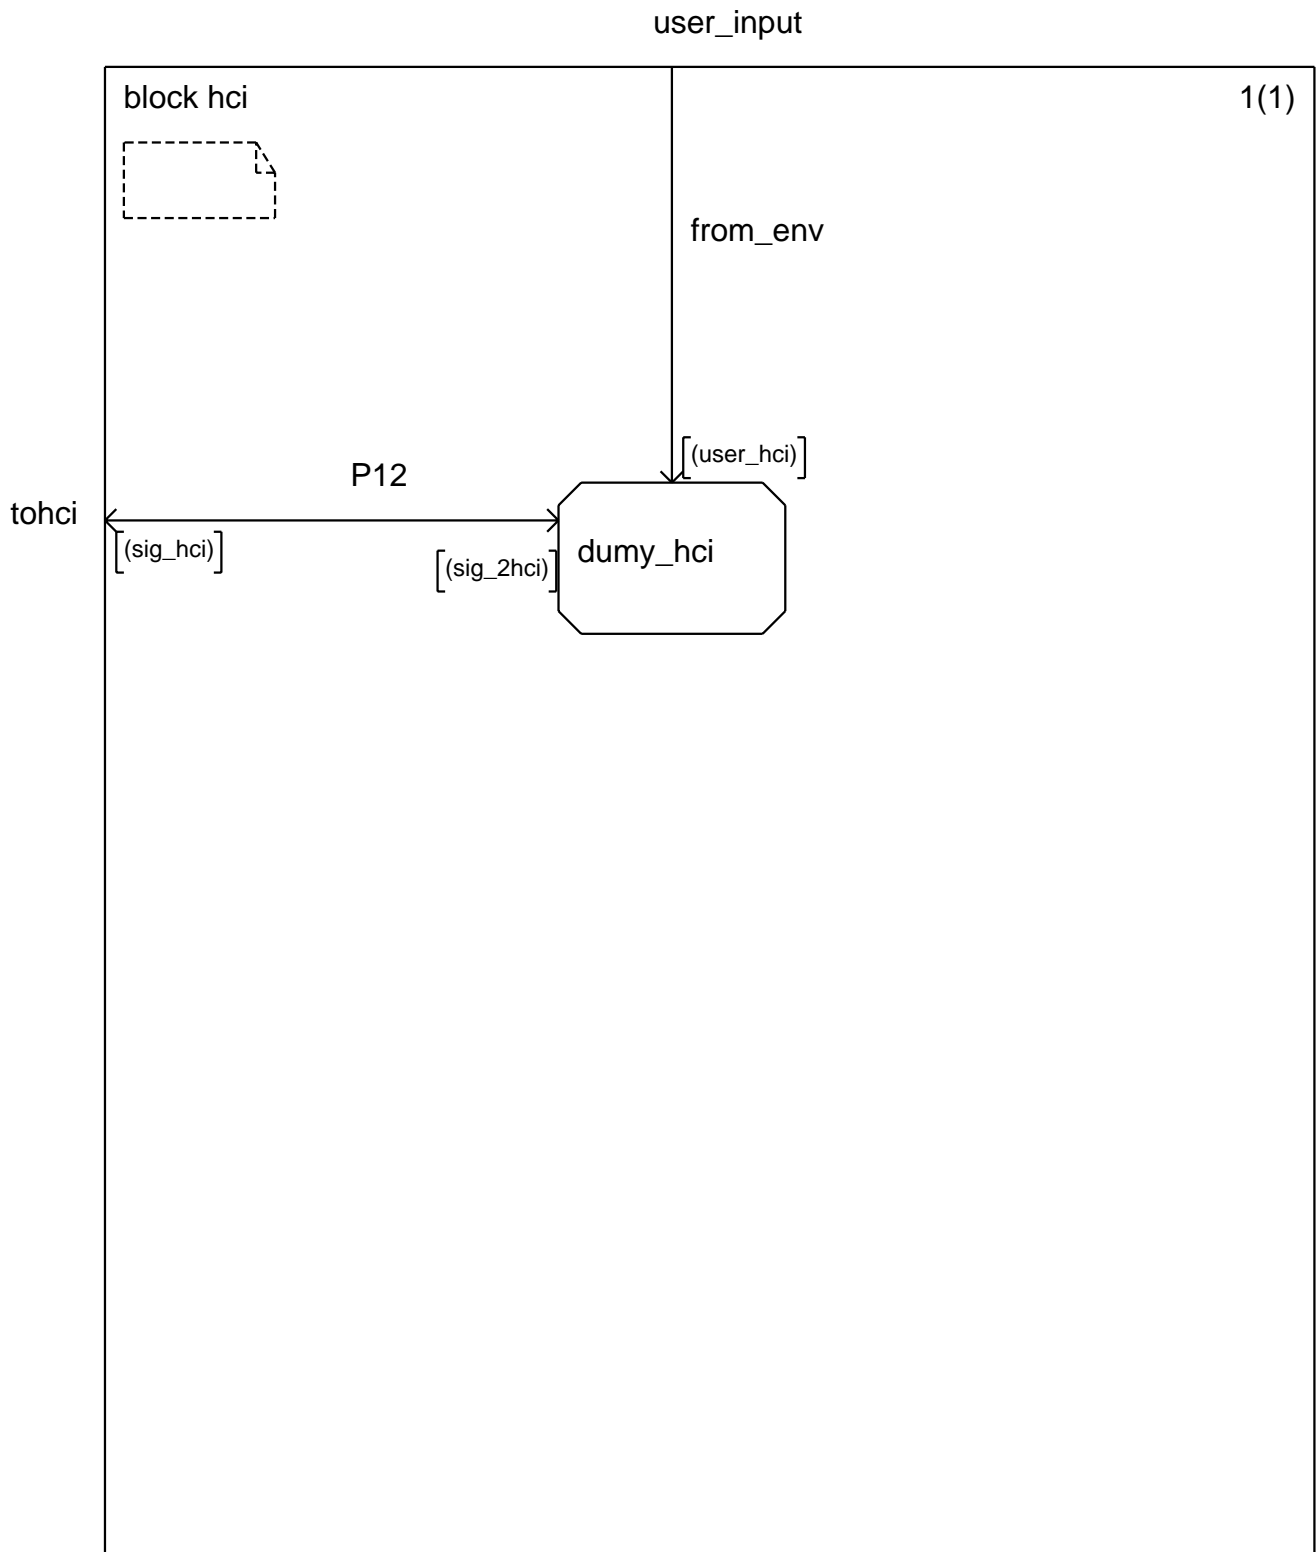 user_input
block hci
1(1)
from_env
[(user_hci)]
P12
tohci
[(sig_hci)]
[(sig_2hci)]
dumy_hci